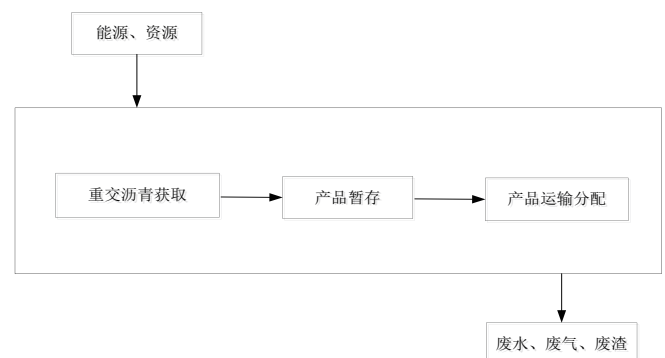 能源、资源
重交沥青获取
产品暂存
产品运输分配
废水、废气、废渣